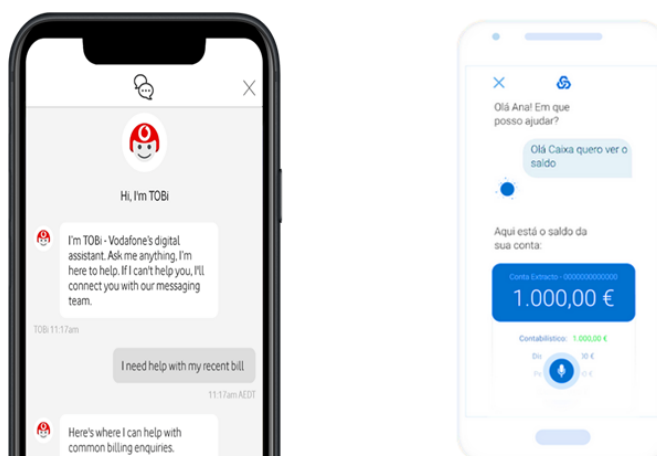 Hi, I'm TOBi
I'm TOBi - Vodafone's digital
assistant. Ask me anything, I'm
here to help. If I can't help you, I'll
connect you with our messaging
team.
TOBi 11:17am
I need help with my recent bill
11:17am AEDT
Here's where I can help with
common billing enquiries.
Olá Ana! Em que
posso ajudar?
Olá Caixa quero ver o
saldo
Aqui está o saldo da
sua conta:
Conta Extracto - 0000000000000
1.000,00 €
Contabilístico: 1.000,00 €